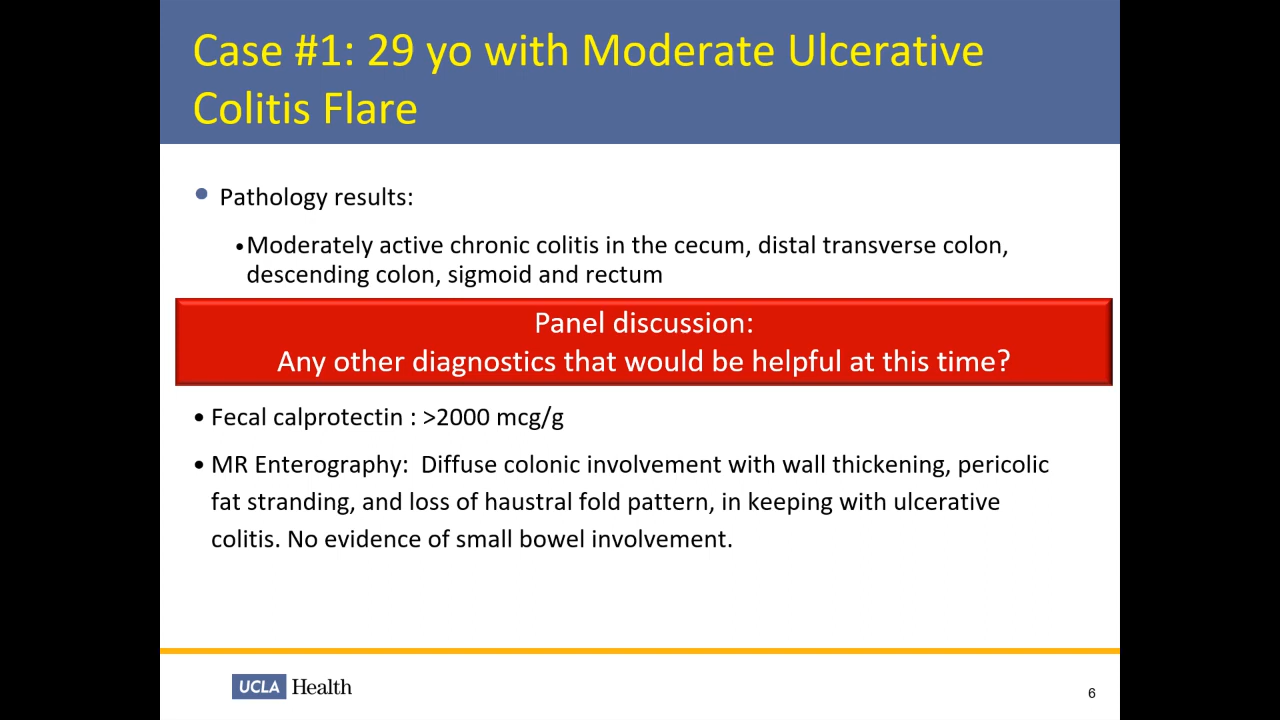 Case #1: 29 yo with Moderate Ulcerative
Colitis Flare
• Pathology results:
•Moderately active chronic colitis in the cecum, distal transverse colon,
descending colon, sigmoid and rectum
Panel discussion:
Any other diagnostics that would be helpful at this time?
• Fecal calprotectin : >2000 mcg/g
• MR Enterography:  Diffuse colonic involvement with wall thickening, pericolic
fat stranding, and loss of haustral fold pattern, in keeping with ulcerative
colitis. No evidence of small bowel involvement.
UCLA Health
6